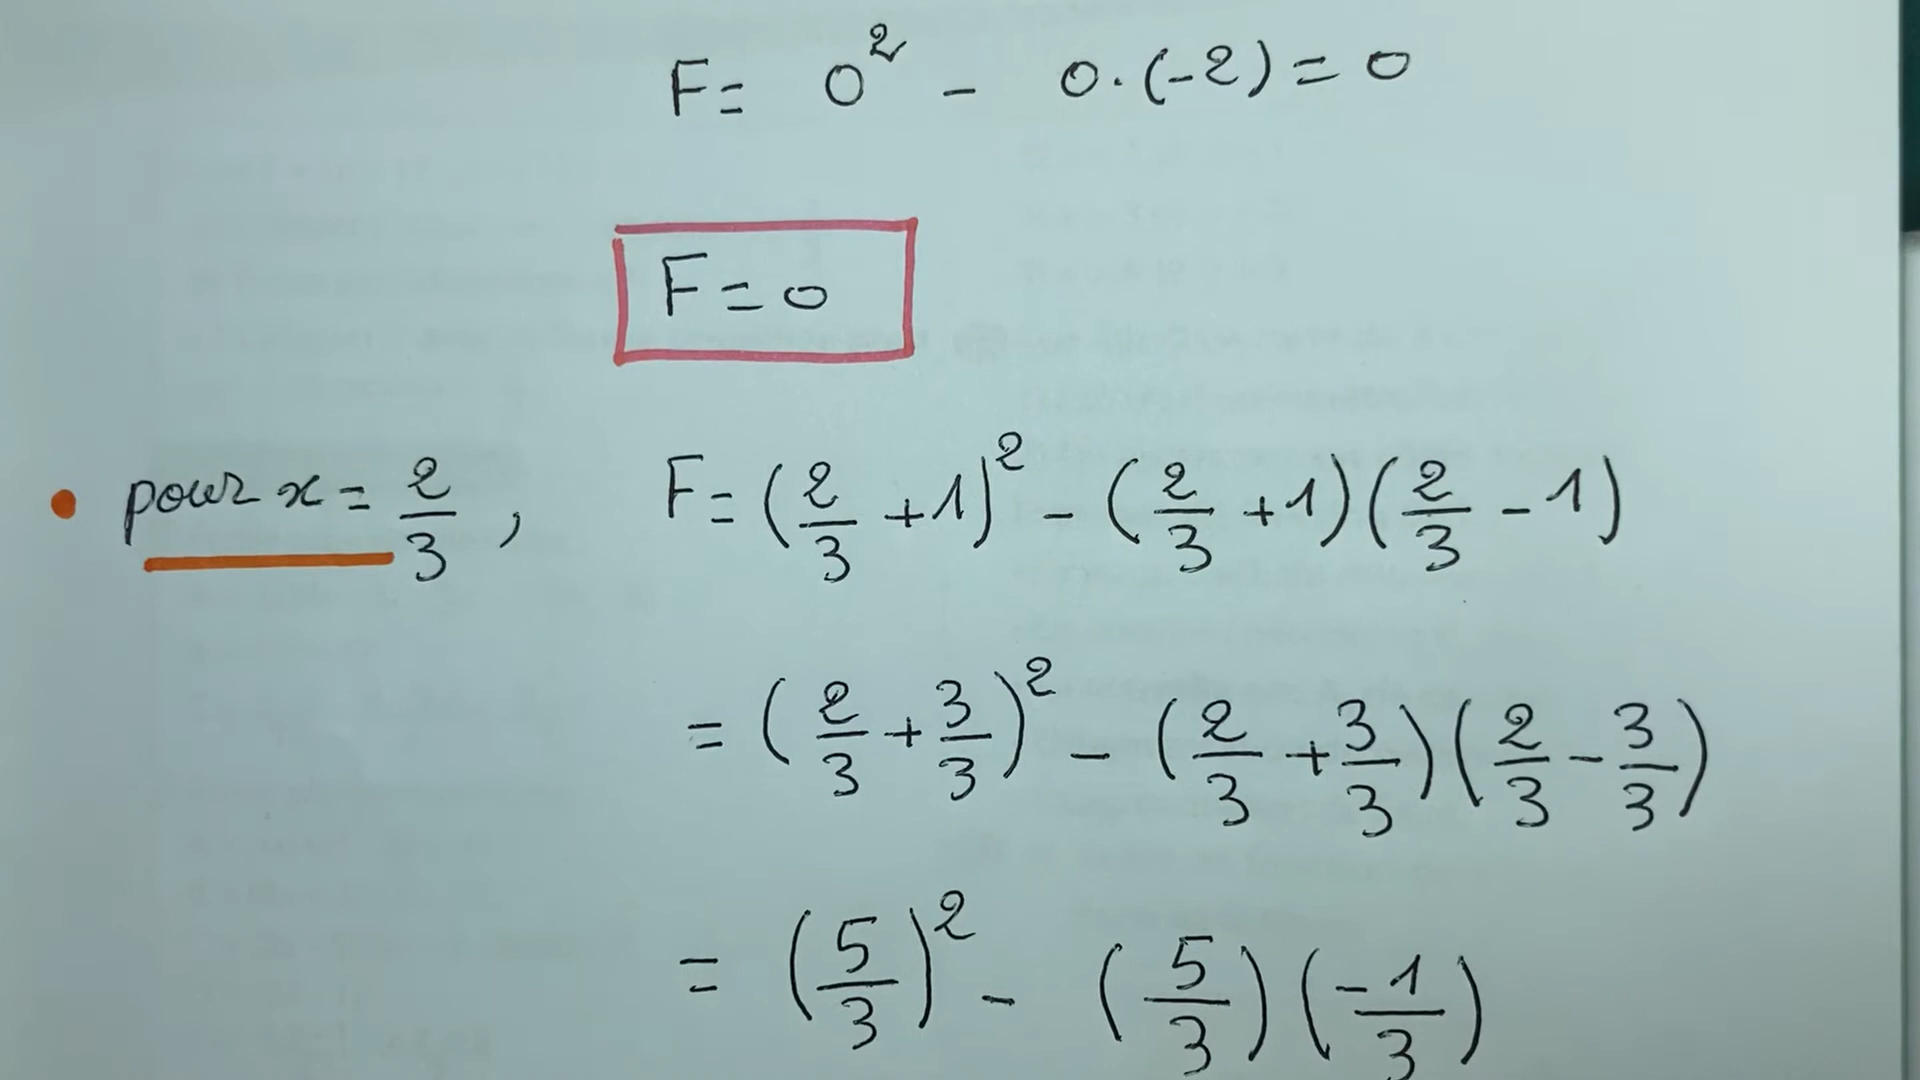 F = 0² - 0·(-2) = 0
F = 0
• pour x = 2/3, F = (2/3 + 1)² - (2/3 + 1)(2/3 - 1)
= (2/3 + 3/3)² - (2/3 + 3/3)(2/3 - 3/3)
= (5/3)² - (5/3)(-1/3)